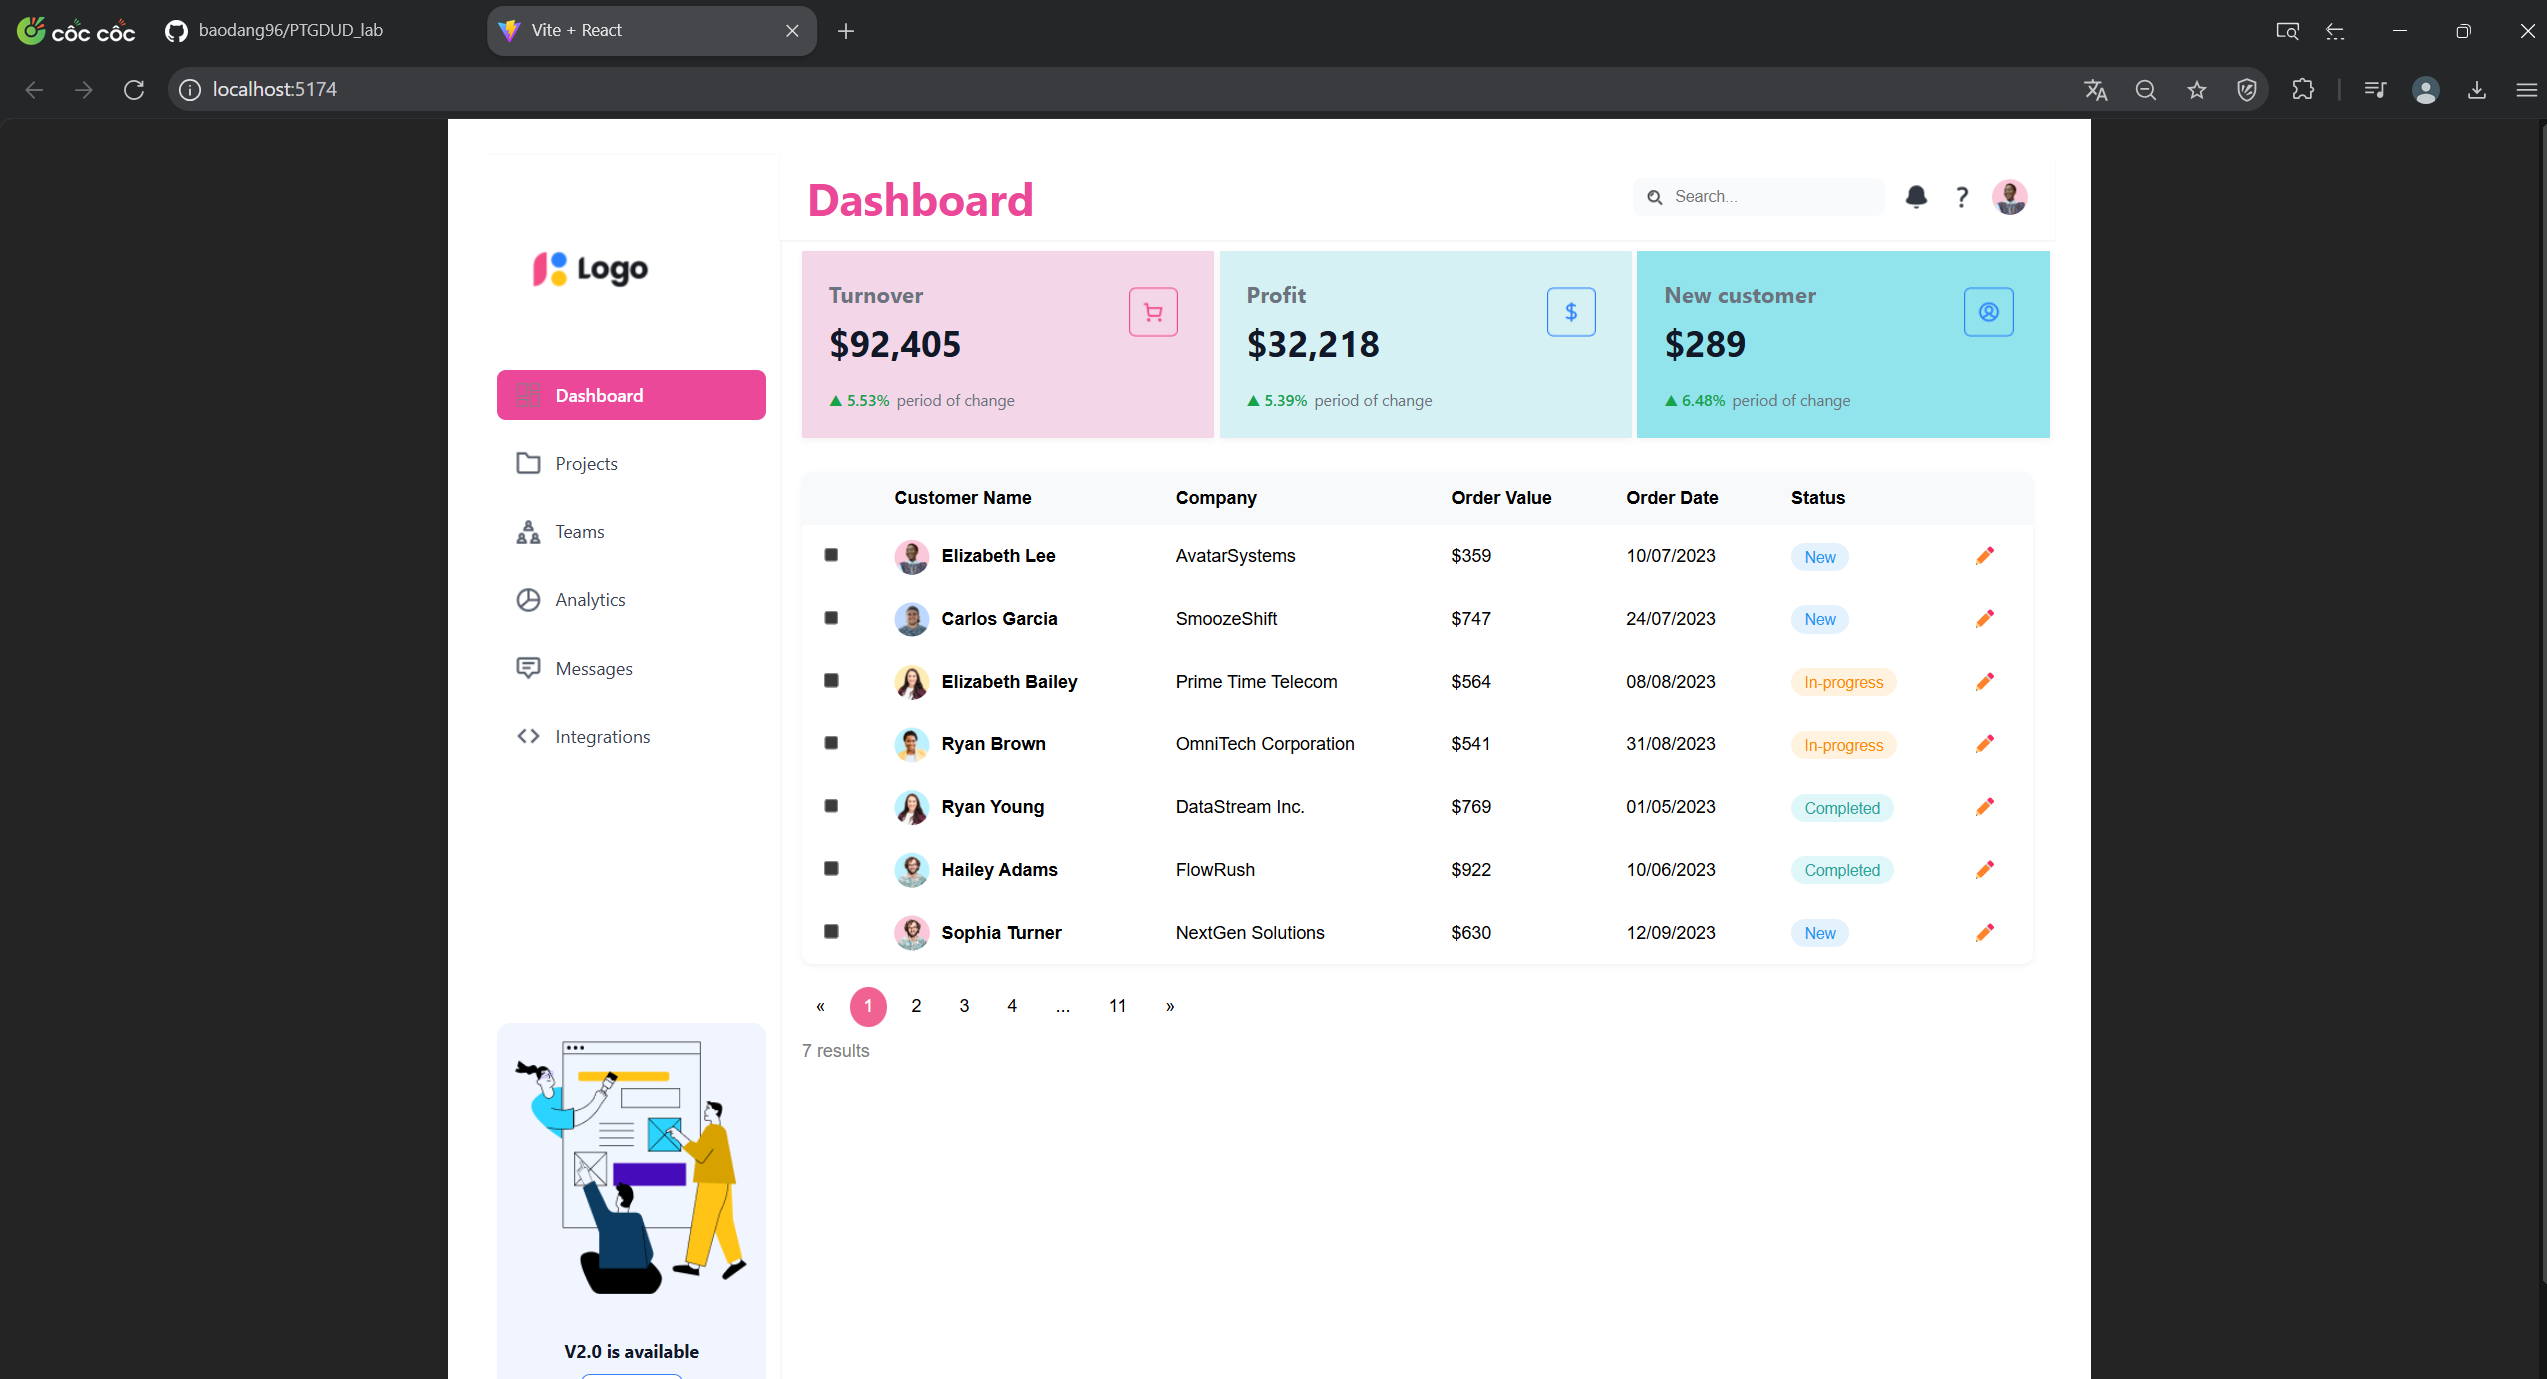 cốc cốc
baodang96/PTGDUD_lab
Vite + React
localhost:5174
Logo
Dashboard
Projects
Teams
Analytics
Messages
Integrations
V2.0 is available
Dashboard
Search...
Turnover
$92,405
▲ 5.53% period of change
Profit
$32,218
▲ 5.39% period of change
New customer
$289
▲ 6.48% period of change
Customer Name Company Order Value Order Date Status
Elizabeth Lee AvatarSystems $359 10/07/2023 New
Carlos Garcia SmoozeShift $747 24/07/2023 New
Elizabeth Bailey Prime Time Telecom $564 08/08/2023 In-progress
Ryan Brown OmniTech Corporation $541 31/08/2023 In-progress
Ryan Young DataStream Inc. $769 01/05/2023 Completed
Hailey Adams FlowRush $922 10/06/2023 Completed
Sophia Turner NextGen Solutions $630 12/09/2023 New
« 1 2 3 4 ... 11 »
7 results